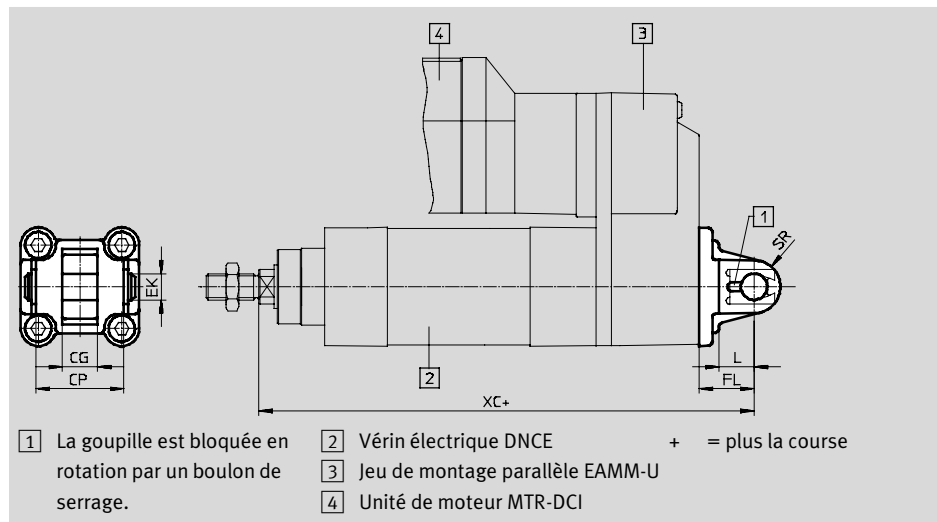 4
3
1
SR
EK
CG
CP
2
L
FL
XC+
1 La goupille est bloquée en
rotation par un boulon de
serrage.
2 Vérin électrique DNCE
3 Jeu de montage parallèle EAMM-U
4 Unité de moteur MTR-DCI
+ = plus la course